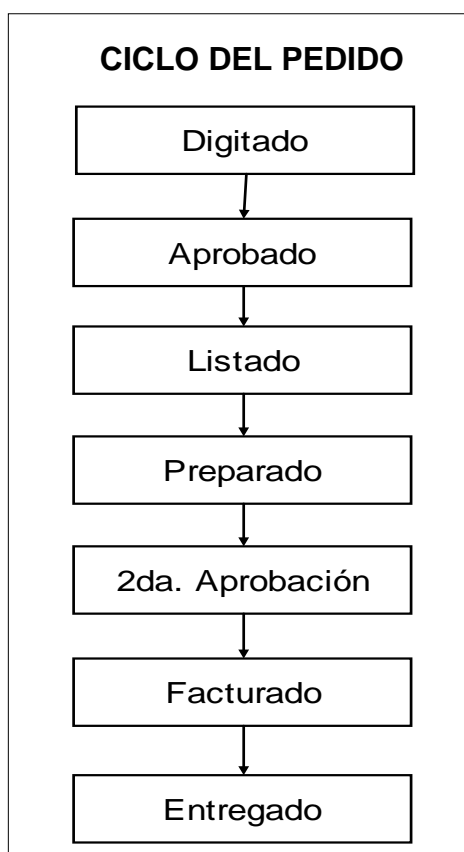 CICLO DEL PEDIDO
Digitado
Aprobado
Listado
Preparado
2da. Aprobación
Facturado
Entregado